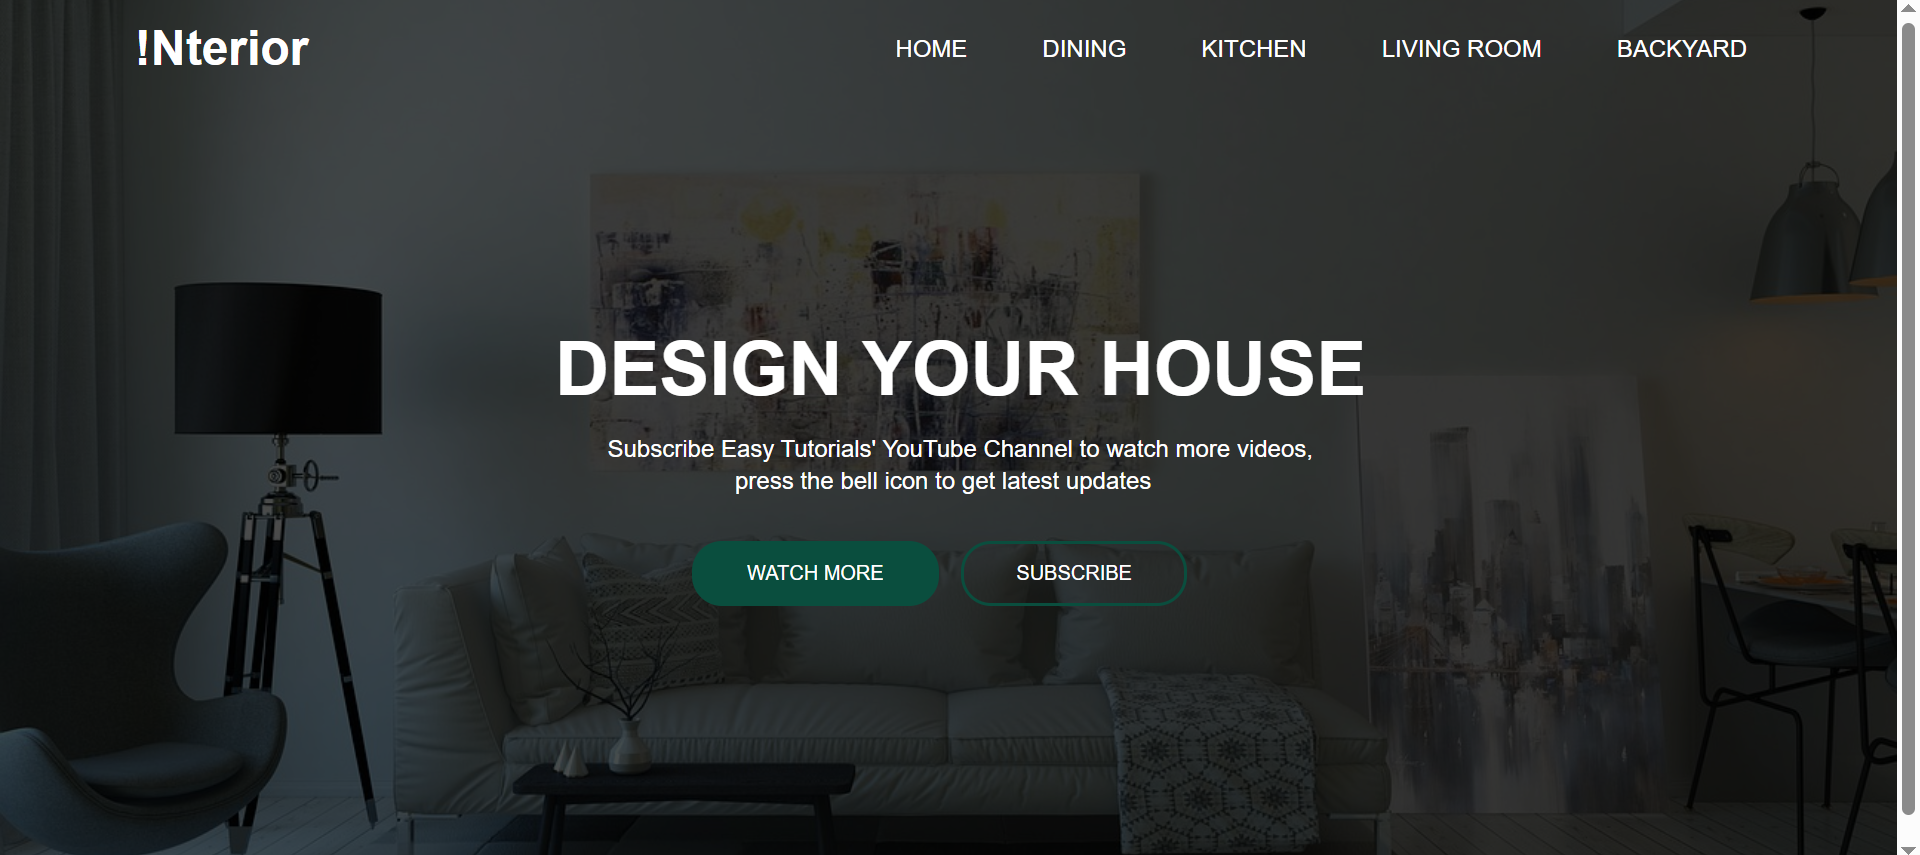 !Nterior
HOME
DINING
KITCHEN
LIVING ROOM
BACKYARD
DESIGN YOUR HOUSE
Subscribe Easy Tutorials' YouTube Channel to watch more videos,
press the bell icon to get latest updates
WATCH MORE
SUBSCRIBE